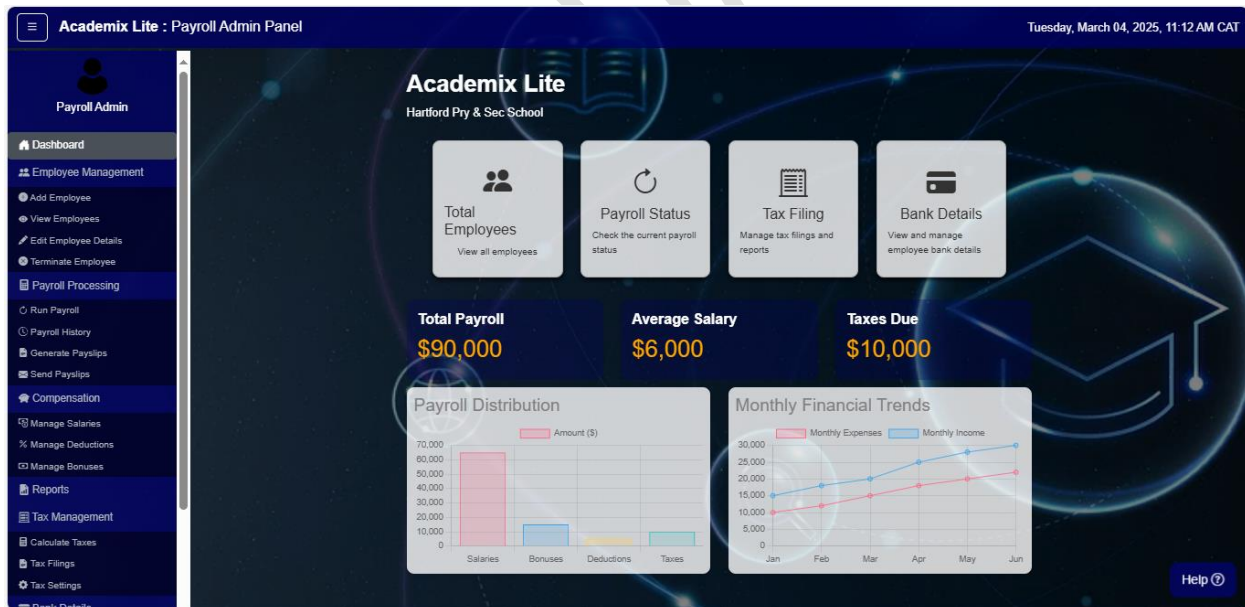 Academix Lite : Payroll Admin Panel
Tuesday, March 04, 2025, 11:12 AM CAT
Payroll Admin
Dashboard
Employee Management
Add Employee
View Employees
Edit Employee Details
Terminate Employee
Payroll Processing
Run Payroll
Payroll History
Generate Payslips
Send Payslips
Compensation
Manage Salaries
% Manage Deductions
Manage Bonuses
Reports
Tax Management
Calculate Taxes
Tax Filings
Tax Settings
Bank Details
Academix Lite
Hartford Pry & Sec School
Total
Employees
View all employees
Payroll Status
Check the current payroll
status
Tax Filing
Manage tax filings and
reports
Bank Details
View and manage
employee bank details
Total Payroll
$90,000
Average Salary
$6,000
Taxes Due
$10,000
Payroll Distribution
Amount ($)
70,000
60,000
50,000
40,000
30,000
20,000
10,000
0
Salaries Bonuses Deductions Taxes
Monthly Financial Trends
Monthly Expenses Monthly Income
30,000
25,000
20,000
15,000
10,000
5,000
0
Jan Feb Mar Apr May Jun
Help ?